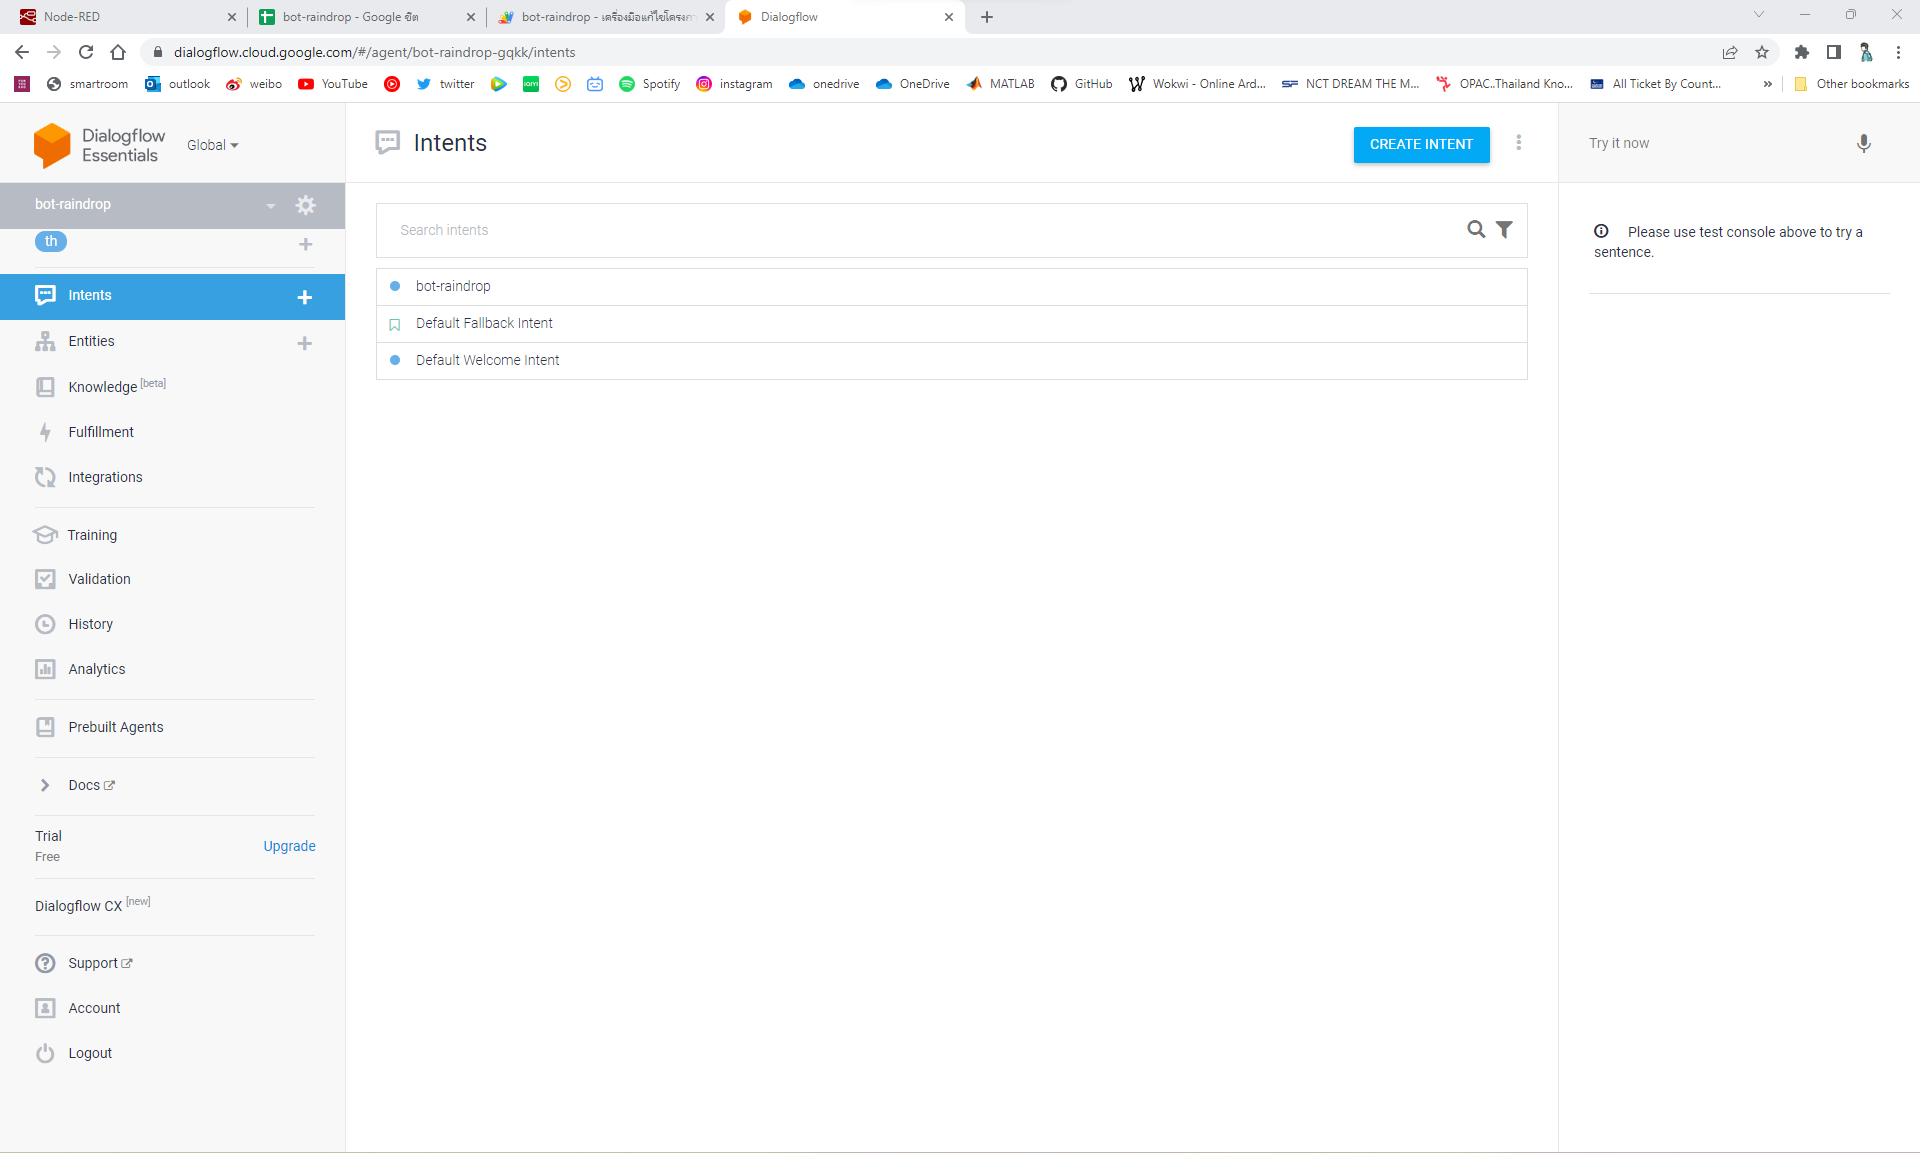 Node-RED
bot-raindrop - Google ชีต
bot-raindrop - เครื่องมือแก้ไขโครงกา
Dialogflow
dialogflow.cloud.google.com/#/agent/bot-raindrop-gqkk/intents
smartroom
outlook
weibo
YouTube
twitter
Spotify
instagram
onedrive
OneDrive
MATLAB
GitHub
Wokwi - Online Ard...
NCT DREAM THE M...
OPAC..Thailand Kno...
All Ticket By Count...
»
Other bookmarks
Dialogflow
Essentials
Global
bot-raindrop
th
Intents
Entities
Knowledge [beta]
Fulfillment
Integrations
Training
Validation
History
Analytics
Prebuilt Agents
Docs
Trial
Free
Upgrade
Dialogflow CX [new]
Support
Account
Logout
Intents
CREATE INTENT
Search intents
bot-raindrop
Default Fallback Intent
Default Welcome Intent
Try it now
Please use test console above to try a
sentence.